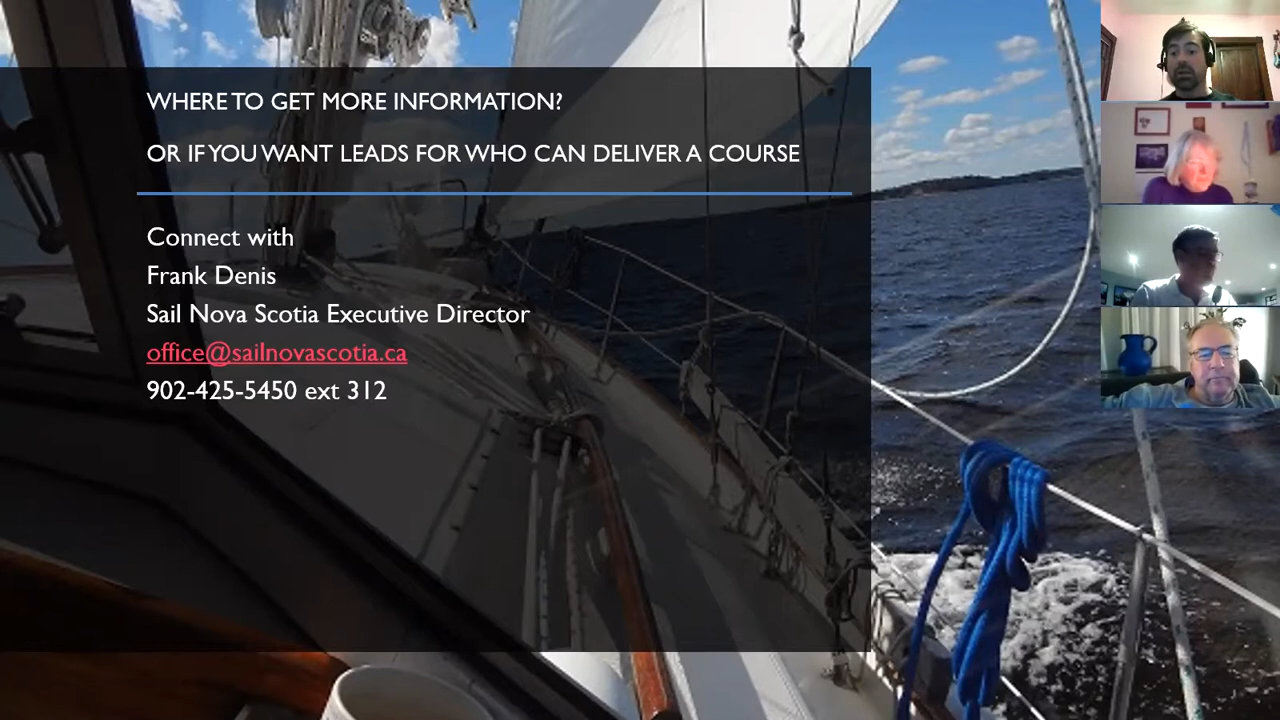 WHERE TO GET MORE INFORMATION?
OR IF YOU WANT LEADS FOR WHO CAN DELIVER A COURSE
Connect with
Frank Denis
Sail Nova Scotia Executive Director
office@sailnovascotia.ca
902-425-5450 ext 312